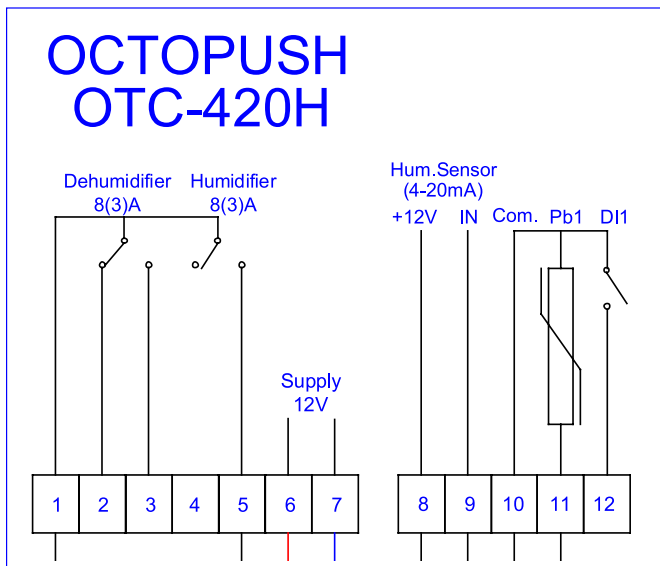 OCTOPUSH
OTC-420H
Dehumidifier Humidifier
8(3)A 8(3)A
Hum.Sensor
(4-20mA)
+12V IN Com. Pb1 DI1
Supply
12V
1 2 3 4 5 6 7 8 9 10 11 12